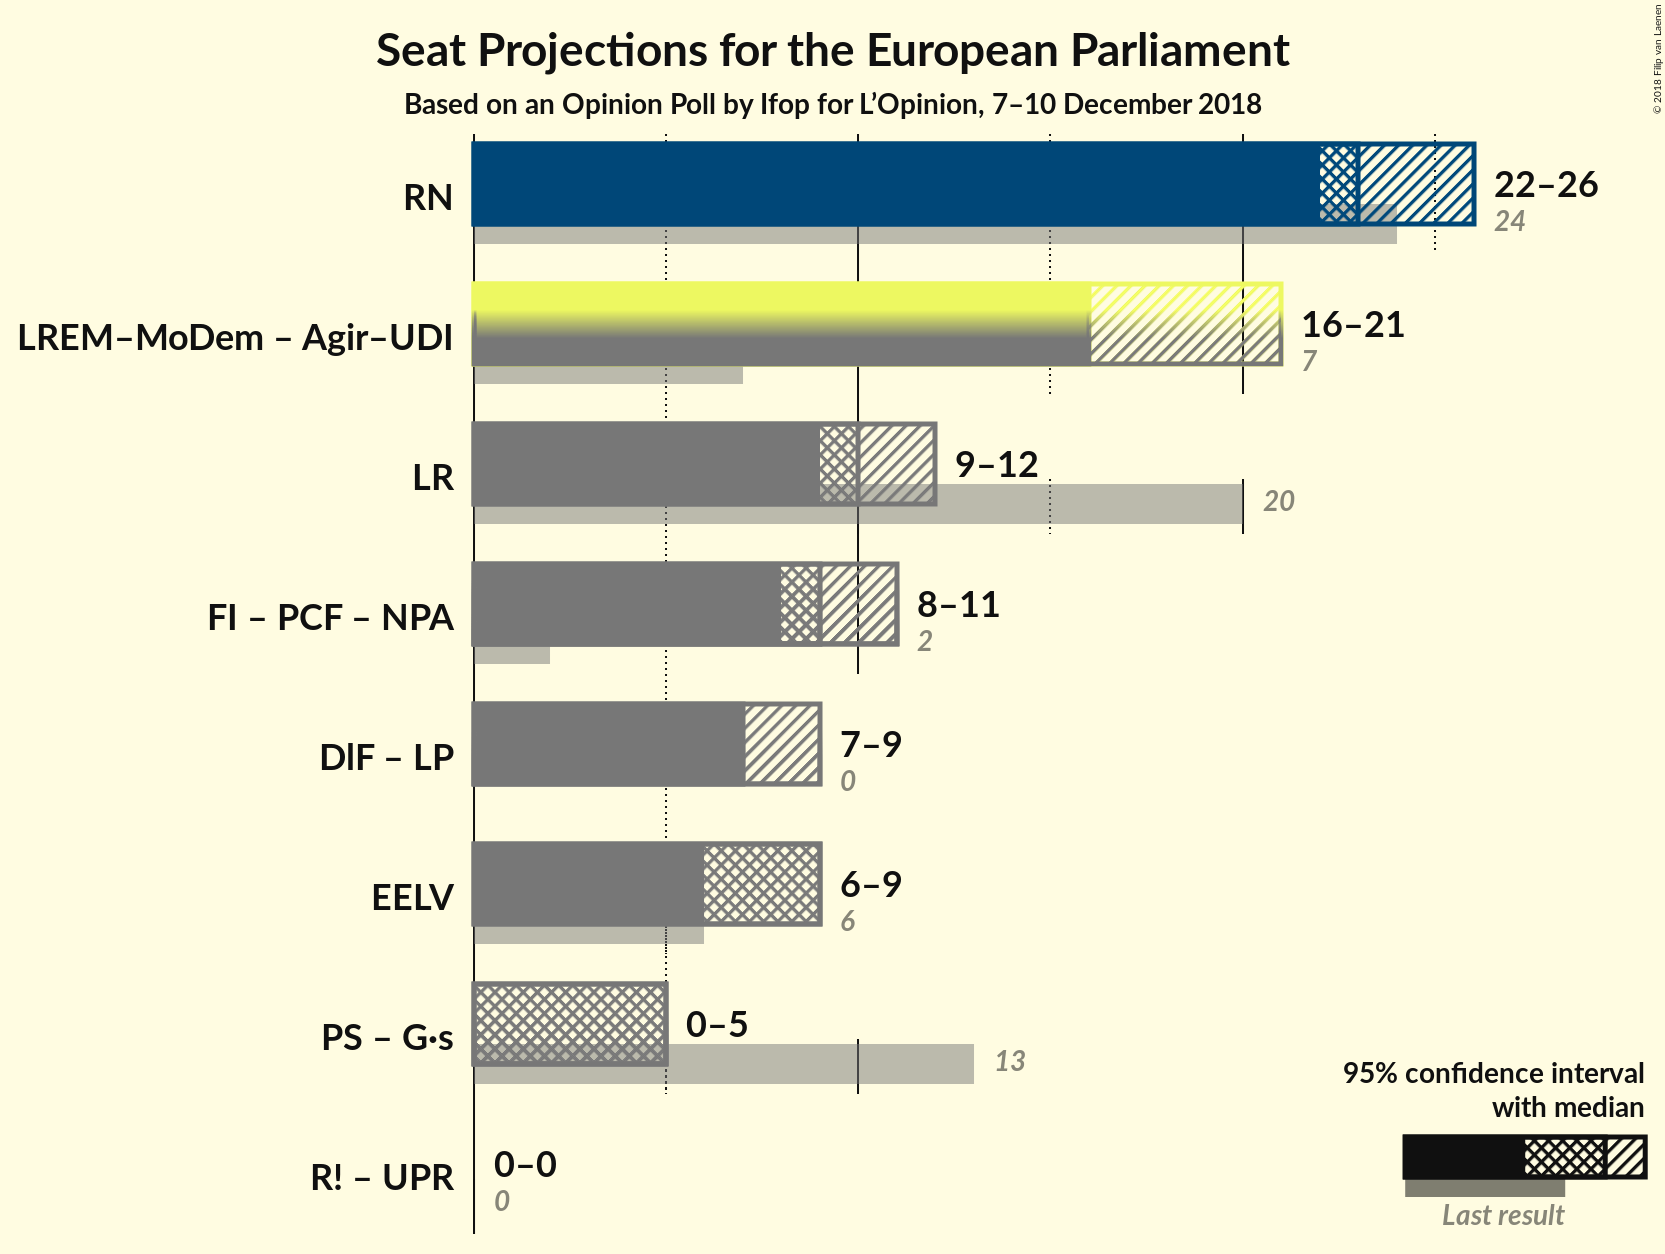 Seat Projections for the European Parliament
Based on an Opinion Poll by Ifop for L’Opinion, 7–10 December 2018
© 2018 Filip van Laenen
RN
22–26
24
LREM–MoDem – Agir–UDI
16–21
7
LR
9–12
20
FI – PCF – NPA
8–11
2
DlF – LP
7–9
0
EELV
6–9
6
PS – G·s
0–5
13
R! – UPR
0–0
0
95% confidence interval
with median
Last result